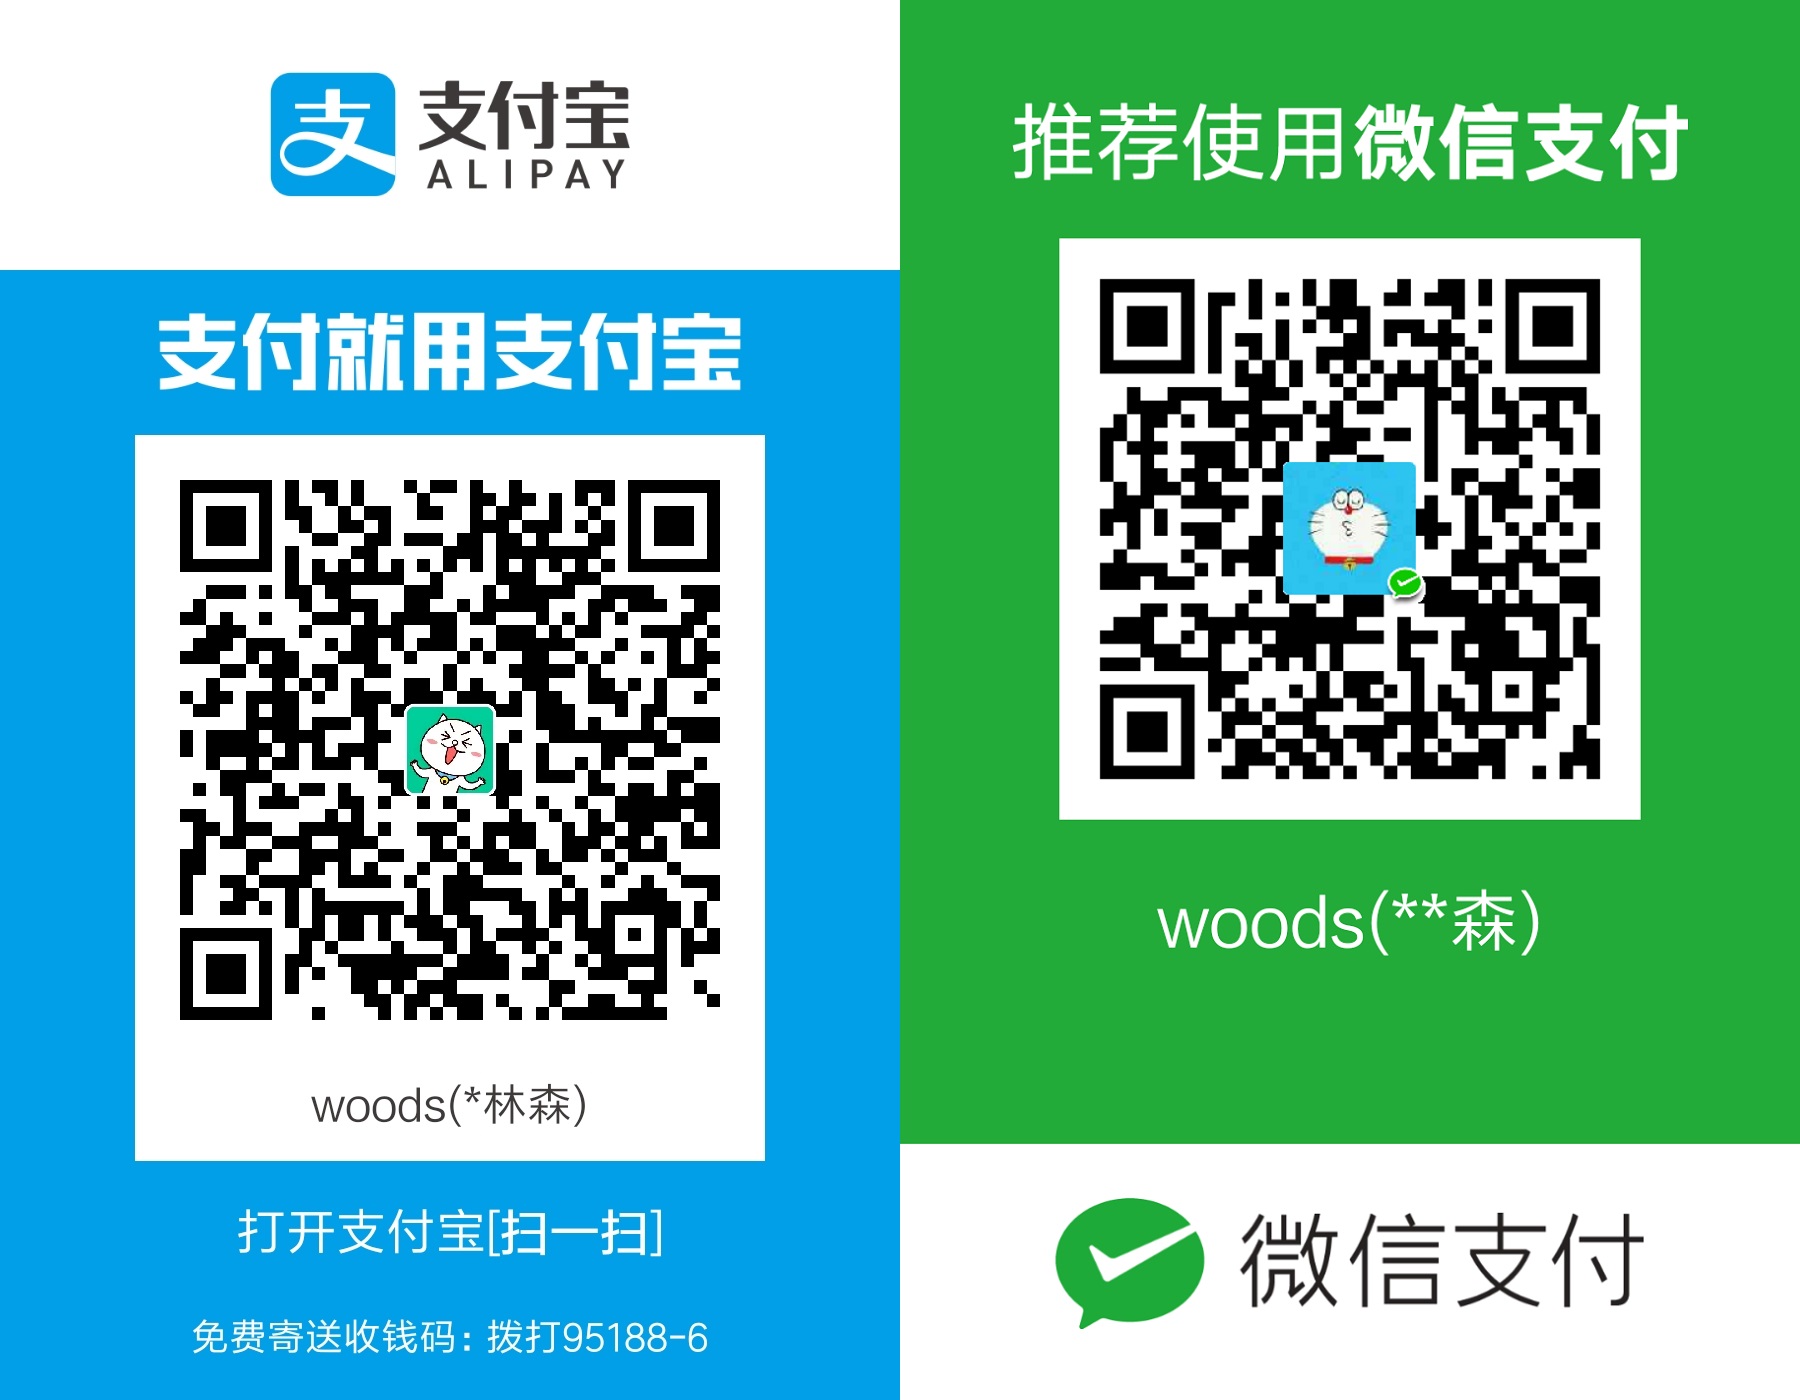 支
支付宝
ALIPAY
支付就用支付宝
woods(*林森)
打开支付宝[扫一扫]
免费寄送收钱码：拨打95188-6
推荐使用微信支付
woods(**森)
微信支付